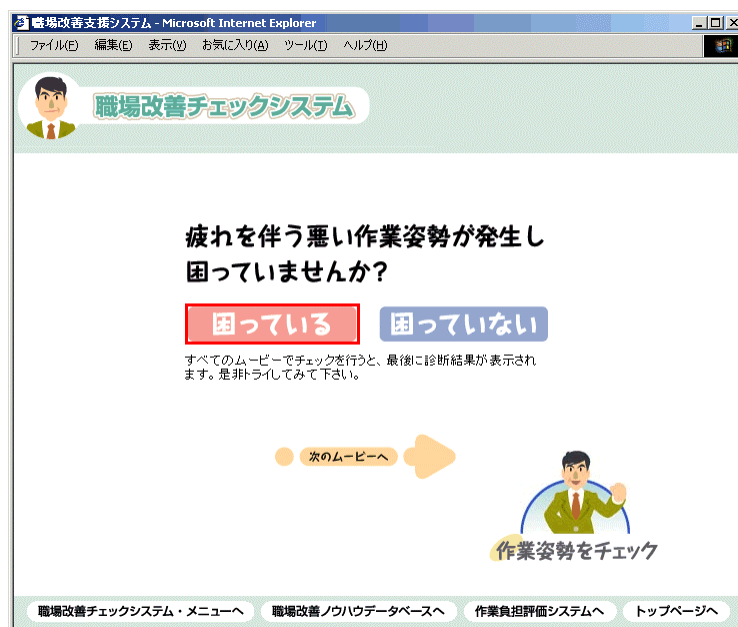 職場改善支援システム - Microsoft Internet Explorer
ファイル(F) 編集(E) 表示(V) お気に入り(A) ツール(T) ヘルプ(H)
職場改善チェックシステム
疲れを伴う悪い作業姿勢が発生し
困っていませんか?
困っている 困っていない
すべてのムービーでチェックを行うと、最後に診断結果が表示され
ます。是非トライしてみて下さい。
次のムービーへ
作業姿勢をチェック
職場改善チェックシステム・メニューへ 職場改善ノウハウデータベースへ 作業負担評価システムへ トップページへ